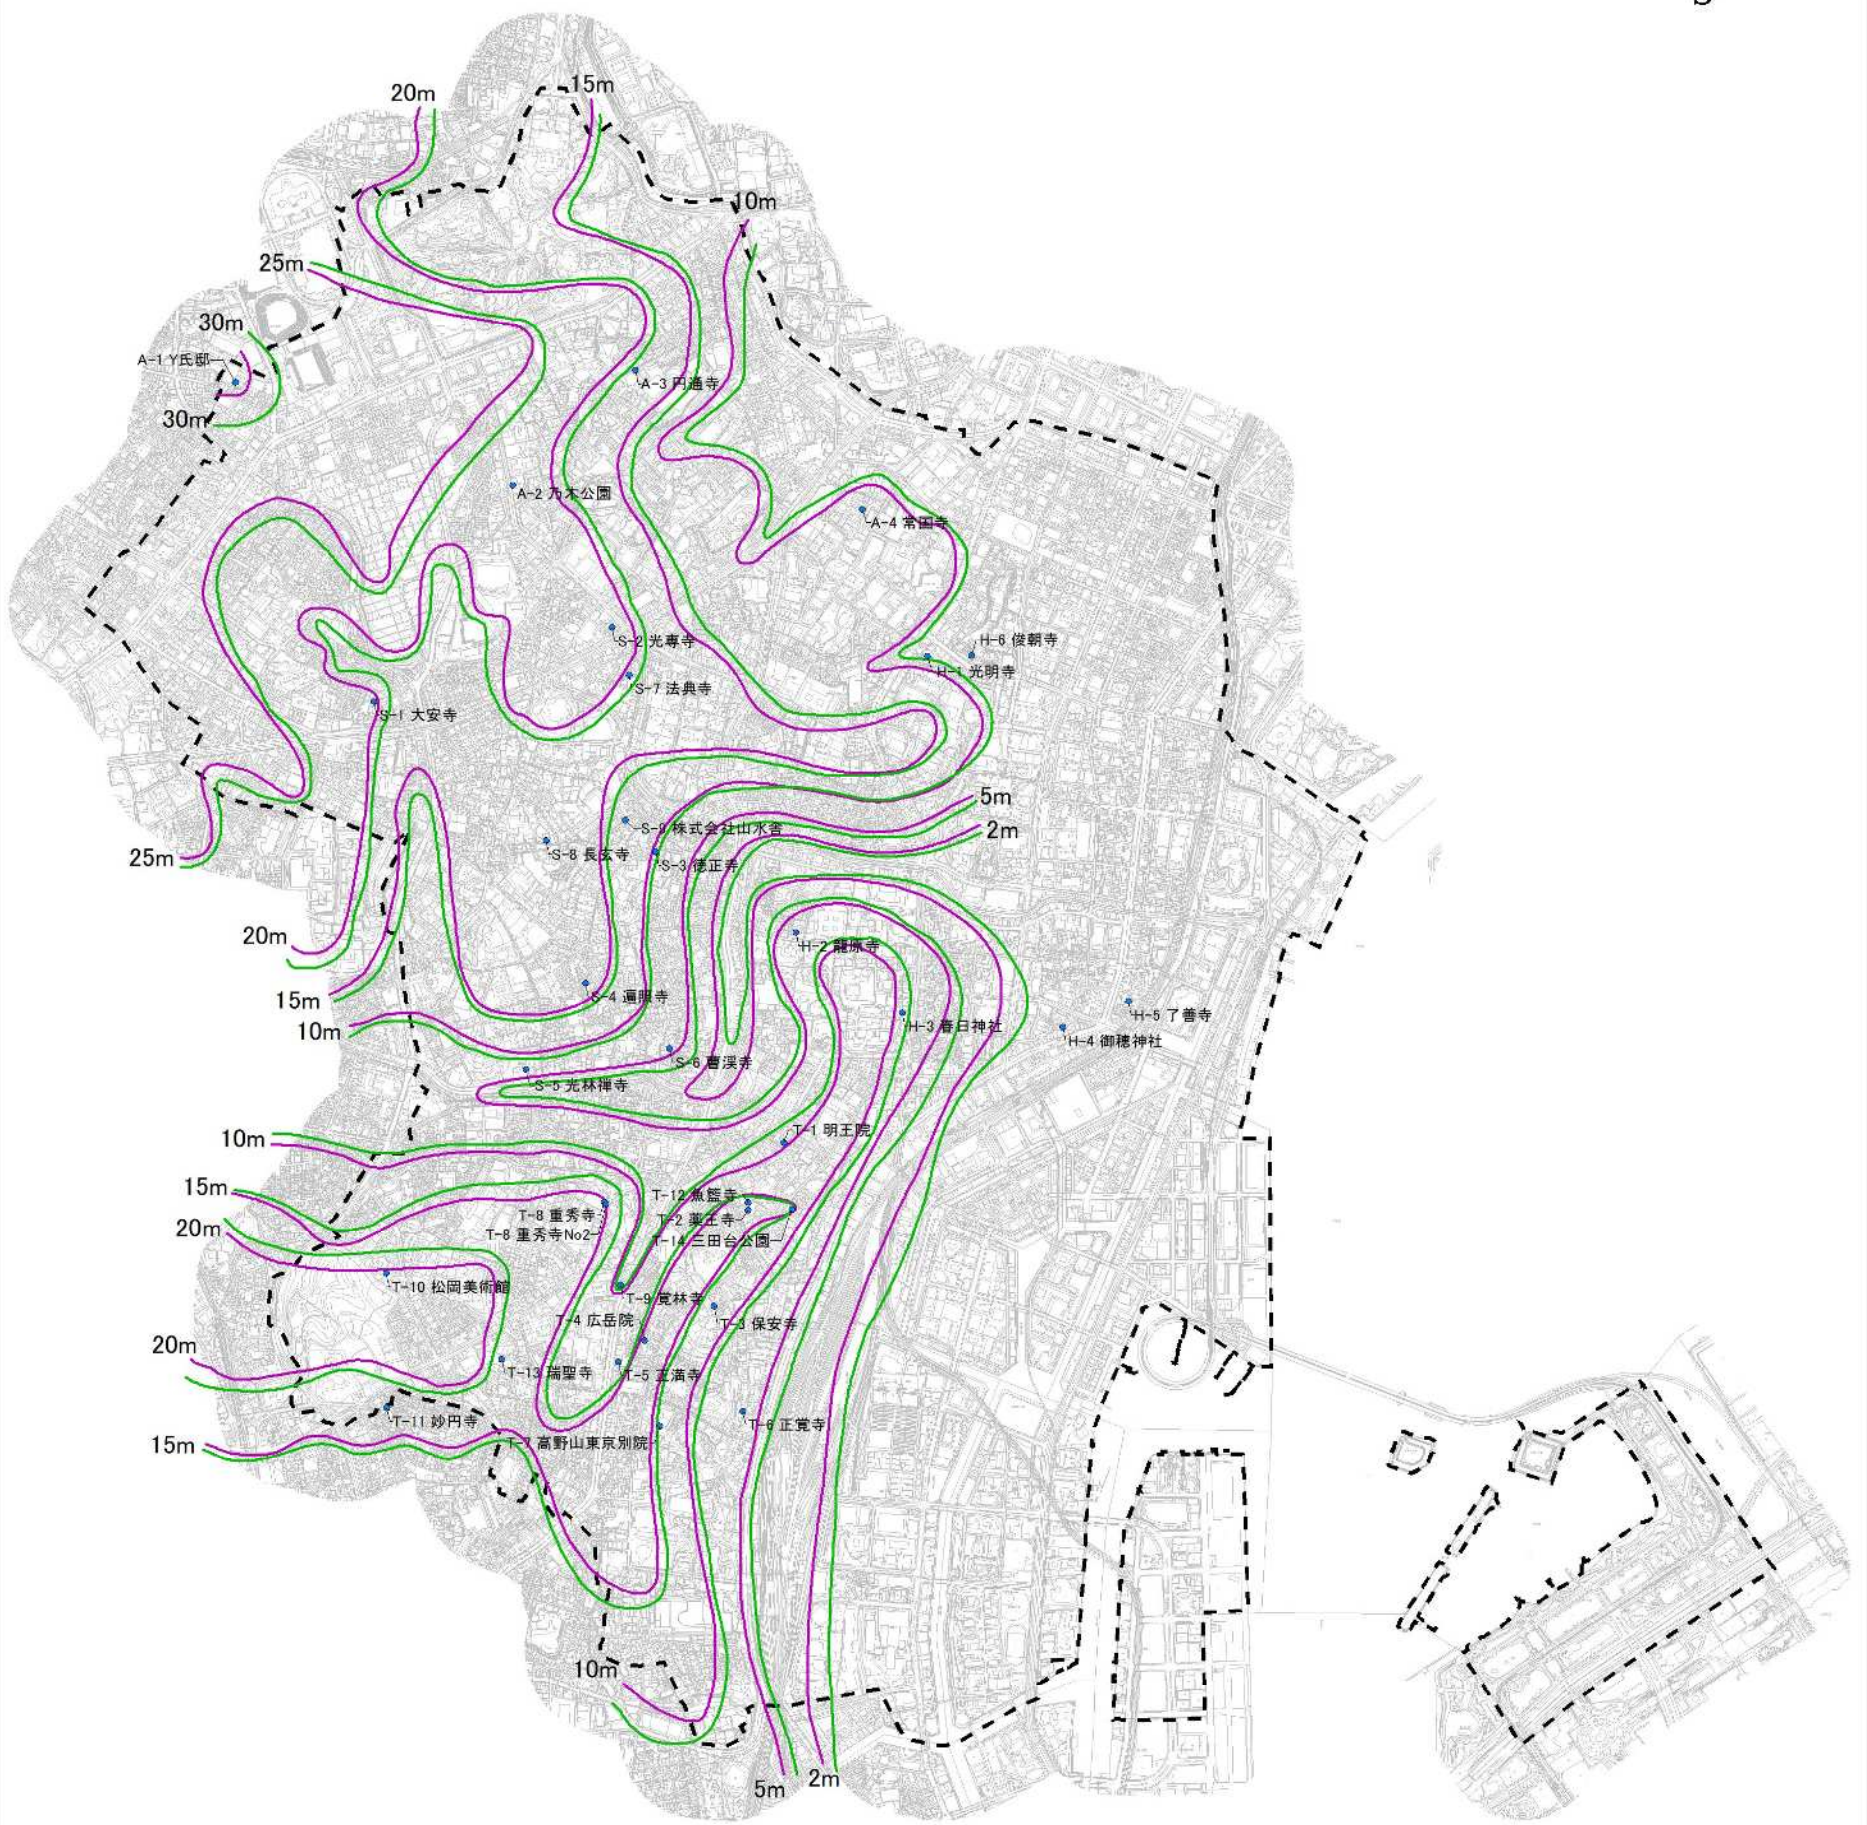 20m
15m
10m
25m
30m
A-1 Y氏邸
30m
A-3 円通寺
A-2 乃木公園
A-4 常国寺
S-2 光専寺
H-6 俊朝寺
H-1 光明寺
S-7 法典寺
S-1 大安寺
5m
S-9 株式会社山水舎
2m
25m
S-8 長玄寺
S-3 徳正寺
20m
H-2 龍原寺
15m
S-4 遍照寺
10m
H-3 春日神社
H-5 了善寺
H-4 御穂神社
S-6 曹渓寺
S-5 光林禅寺
T-1 明王院
10m
15m
T-12 魚籃寺
T-8 重秀寺
T-2 薬王寺
20m
T-8 重秀寺No2
T-14 三田台公園
T-10 松岡美術館
T-9 覚林寺
T-4 広岳院
T-3 保安寺
20m
T-13 瑞聖寺
T-5 正満寺
T-11 妙円寺
T-6 正覚寺
15m
T-7 高野山東京別院
10m
5m
2m